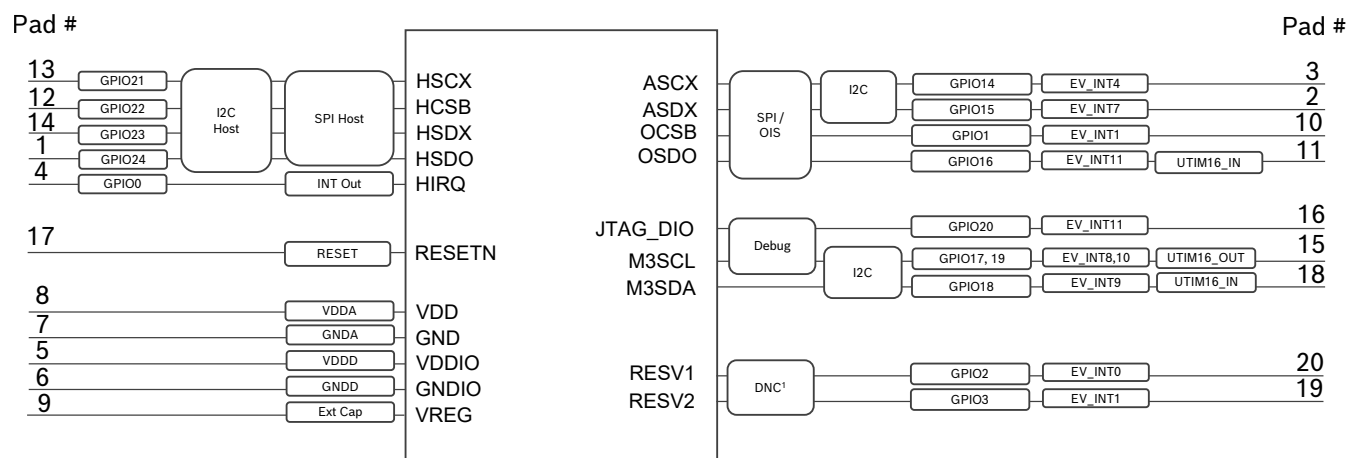 Pad #
Pad #
13 GPIO21 HSCX
12 GPIO22 HCSB
I2C Host
SPI Host
14 GPIO23 HSDX
1 GPIO24 HSDO
4 GPIO0 INT Out HIRQ
17 RESET RESETN
8 VDDA VDD
7 GNDA GND
5 VDDD VDDIO
6 GNDD GNDIO
9 Ext Cap VREG
ASCX GPIO14 EV_INT4 3
I2C
ASDX GPIO15 EV_INT7 2
SPI / OIS
OCSB GPIO1 EV_INT1 10
OSDO GPIO16 EV_INT11 UTIM16_IN 11
JTAG_DIO GPIO20 EV_INT11 16
Debug
M3SCL GPIO17, 19 EV_INT8,10 UTIM16_OUT 15
I2C
M3SDA GPIO18 EV_INT9 UTIM16_IN 18
RESV1 GPIO2 EV_INT0 20
DNC¹
RESV2 GPIO3 EV_INT1 19